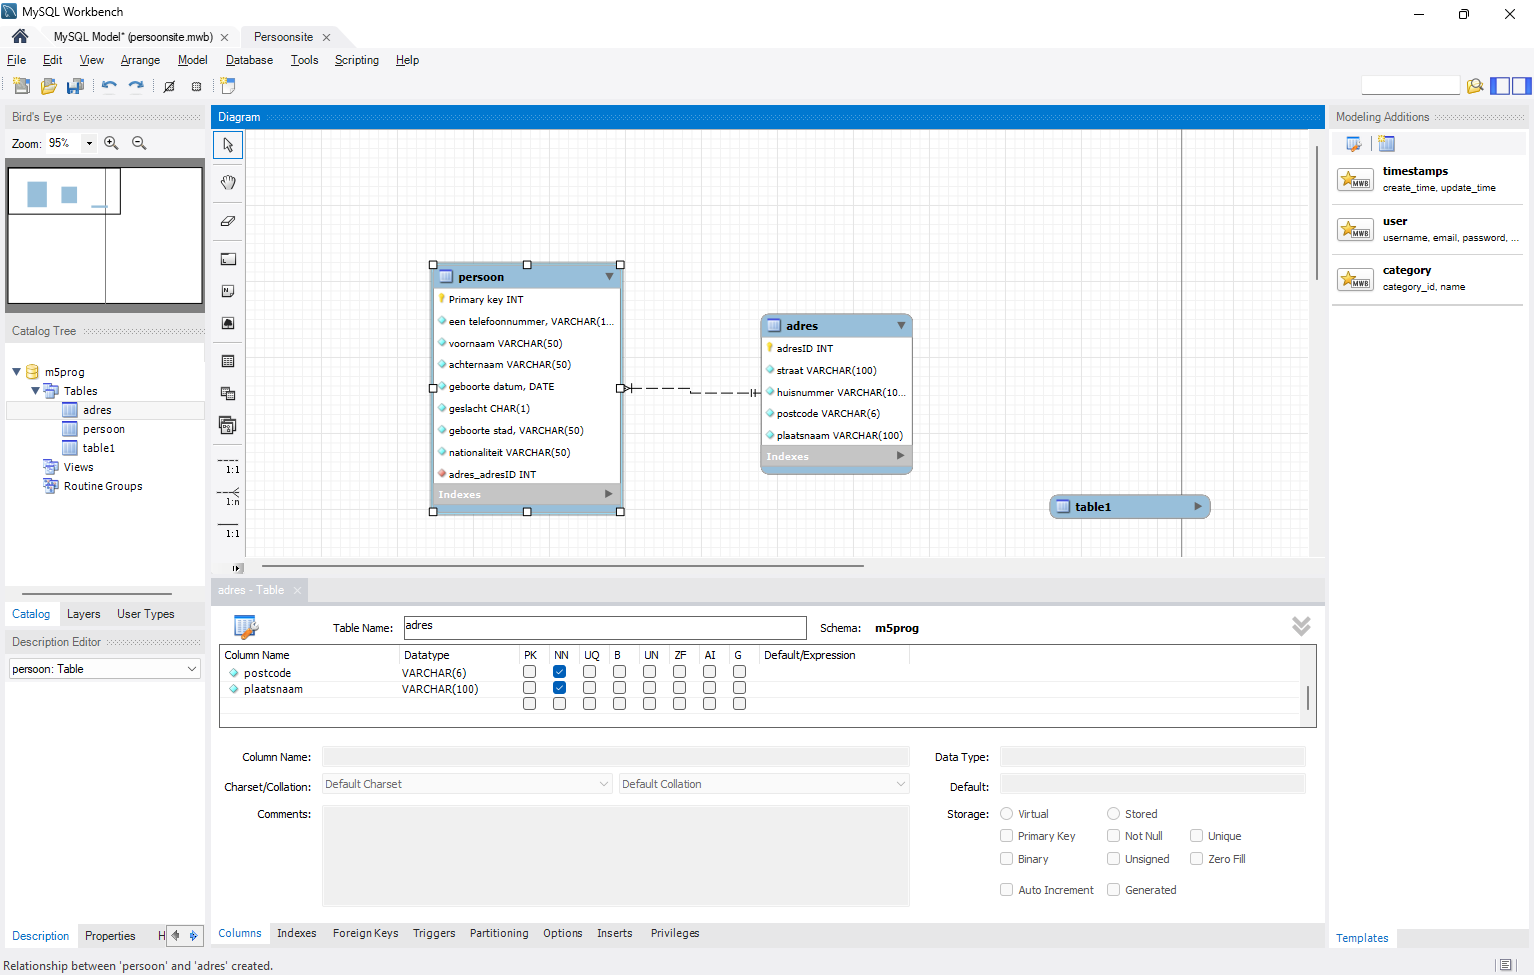 MySQL Workbench
MySQL Model* (persoonsite.mwb)
Persoonsite
File Edit View Arrange Model Database Tools Scripting Help
Bird's Eye
Zoom: 95%
Catalog Tree
m5prog
Tables
adres
persoon
table1
Views
Routine Groups
Catalog Layers User Types
Description Editor
persoon: Table
Description Properties H
Diagram
1:1
1:n
1:1
persoon
Primary key INT
een telefoonnummer, VARCHAR(1...
voornaam VARCHAR(50)
achternaam VARCHAR(50)
geboorte datum, DATE
geslacht CHAR(1)
geboorte stad, VARCHAR(50)
nationaliteit VARCHAR(50)
adres_adresID INT
Indexes
adres
adresID INT
straat VARCHAR(100)
huisnummer VARCHAR(10...
postcode VARCHAR(6)
plaatsnaam VARCHAR(100)
Indexes
table1
adres - Table
Table Name: adres Schema: m5prog
Column Name Datatype PK NN UQ B UN ZF AI G Default/Expression
postcode VARCHAR(6)
plaatsnaam VARCHAR(100)
Column Name: Data Type:
Charset/Collation: Default Charset Default Collation Default:
Comments: Storage: Virtual Stored
Primary Key Not Null Unique
Binary Unsigned Zero Fill
Auto Increment Generated
Columns Indexes Foreign Keys Triggers Partitioning Options Inserts Privileges
Modeling Additions
MWB
timestamps
create_time, update_time
MWB
user
username, email, password, ...
MWB
category
category_id, name
Templates
Relationship between 'persoon' and 'adres' created.